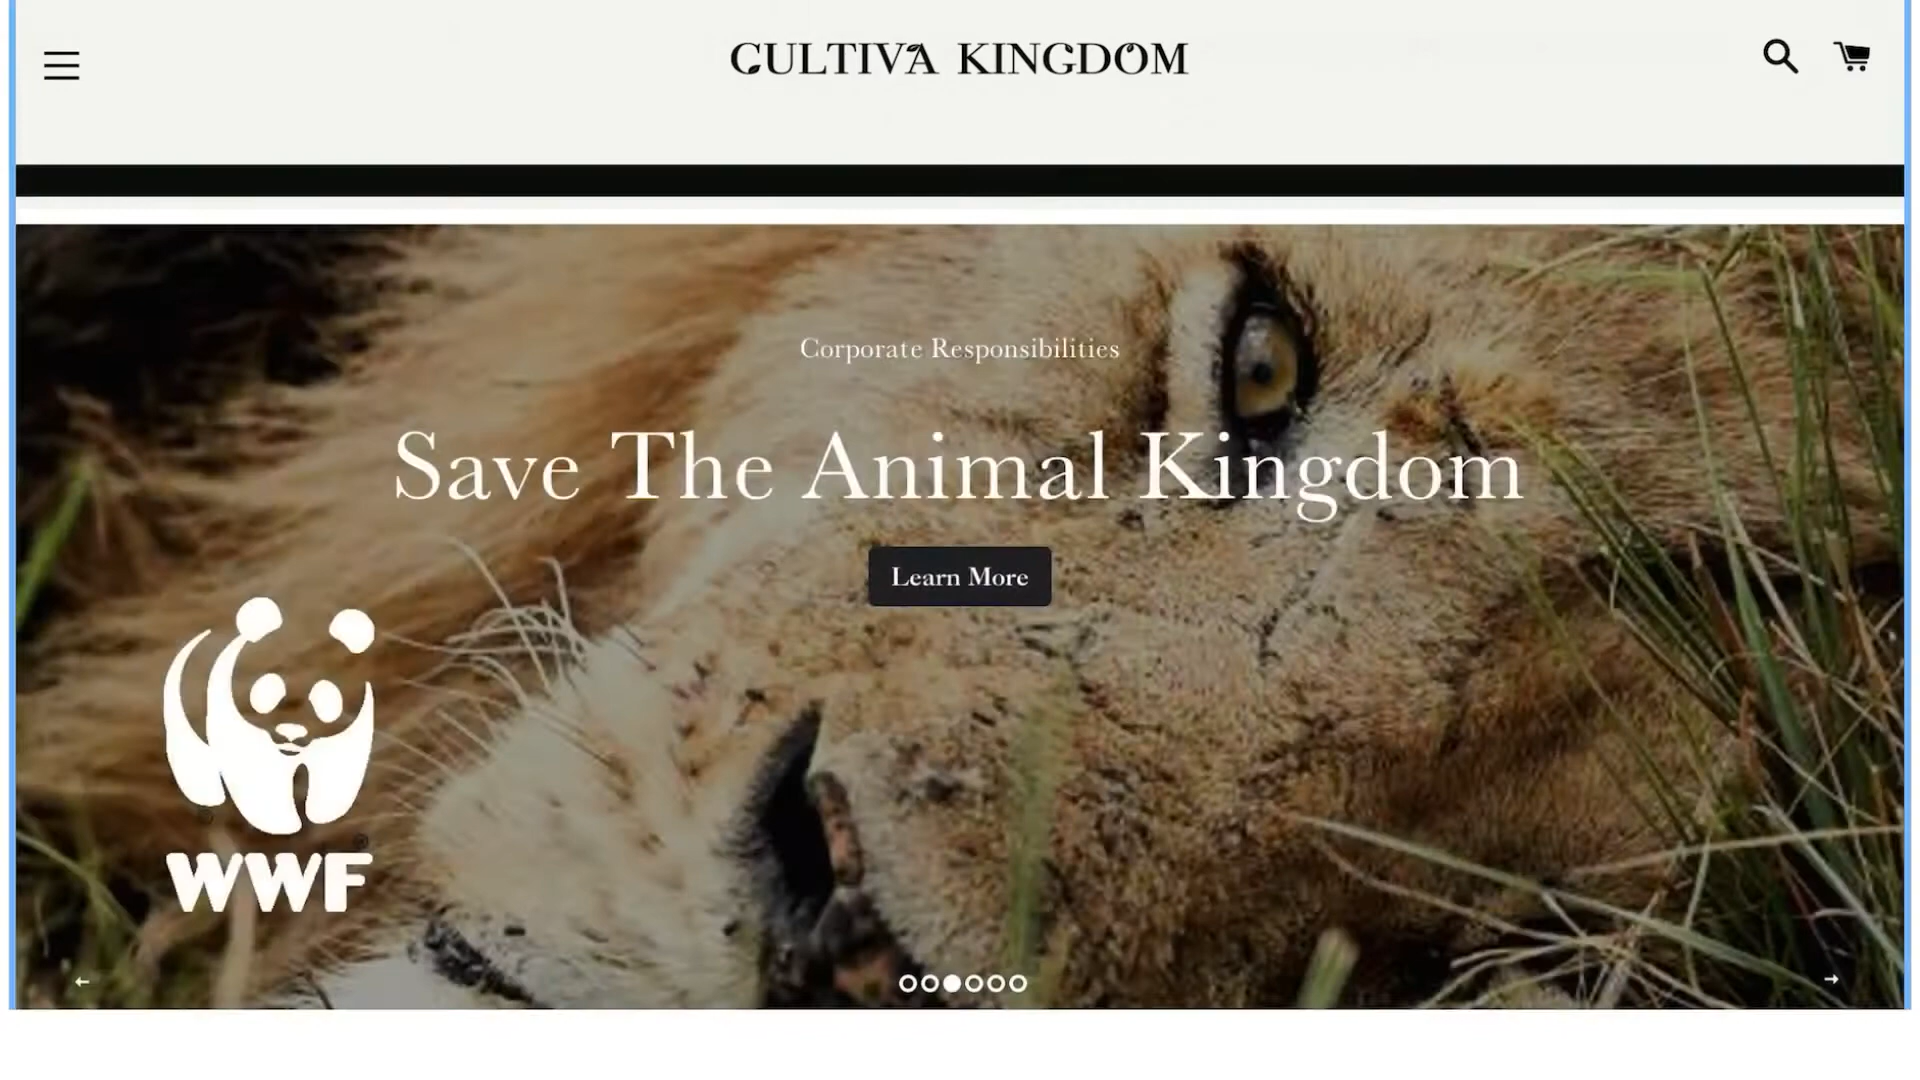 CULTIVA KINGDOM
Corporate Responsibilities
Save The Animal Kingdom
Learn More
WWF